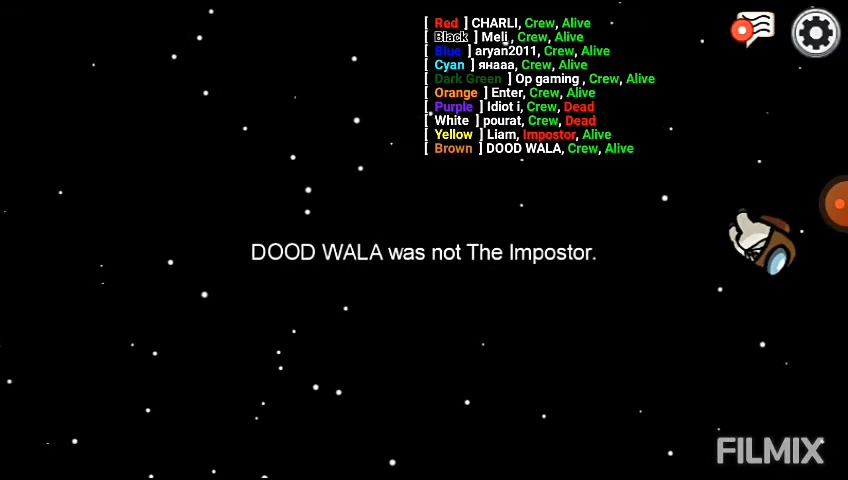 [ Red ] CHARLI, Crew, Alive
[ Black ] Meli , Crew, Alive
[ Blue ] aryan2011, Crew, Alive
[ Cyan ] янааа, Crew, Alive
[ Dark Green ] Op gaming , Crew, Alive
[ Orange ] Enter, Crew, Alive
[ Purple ] Idiot i, Crew, Dead
[ White ] pourat, Crew, Dead
[ Yellow ] Liam, Impostor, Alive
[ Brown ] DOOD WALA, Crew, Alive
DOOD WALA was not The Impostor.
FILMIX